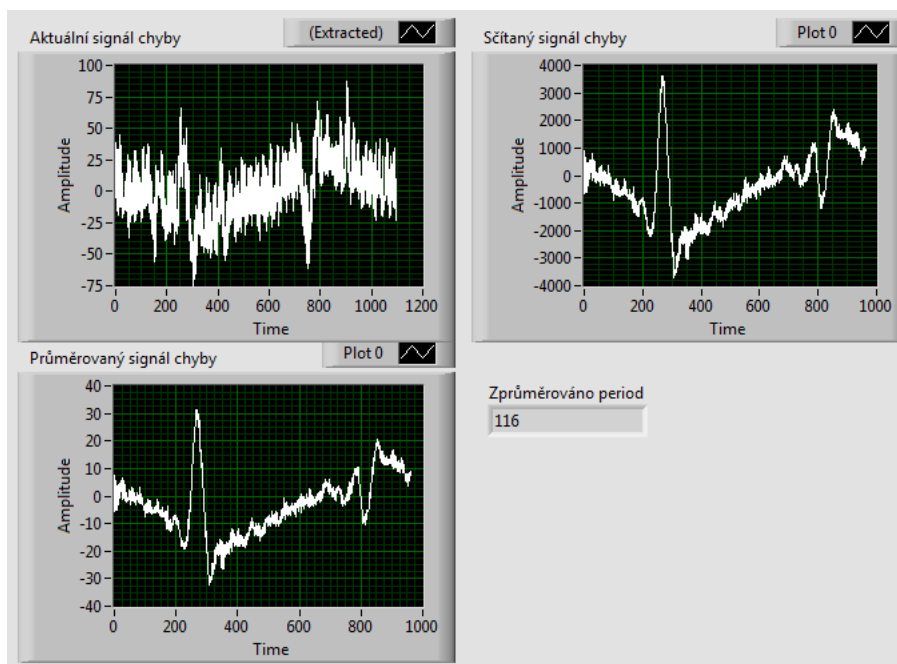 Aktuální signál chyby
(Extracted)
Amplitude
100
75
50
25
0
-25
-50
-75
0 200 400 600 800 1000 1200
Time
Sčítaný signál chyby
Plot 0
Amplitude
4000
3000
2000
1000
0
-1000
-2000
-3000
-4000
0 200 400 600 800 1000
Time
Průměrovaný signál chyby
Plot 0
Amplitude
40
30
20
10
0
-10
-20
-30
-40
0 200 400 600 800 1000
Time
Zprůměrováno period
116